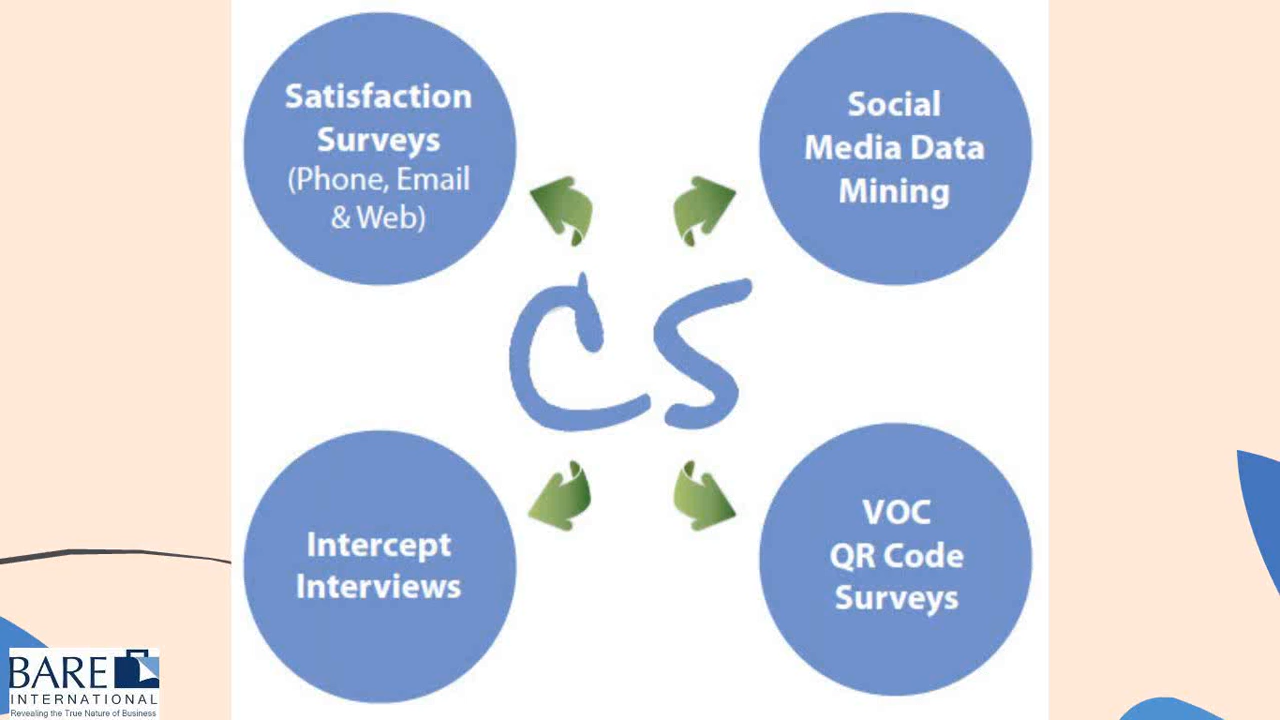 Satisfaction
Surveys
(Phone, Email
& Web)
Social
Media Data
Mining
CS
Intercept
Interviews
VOC
QR Code
Surveys
BARE
INTERNATIONAL
Revealing the True Nature of Business